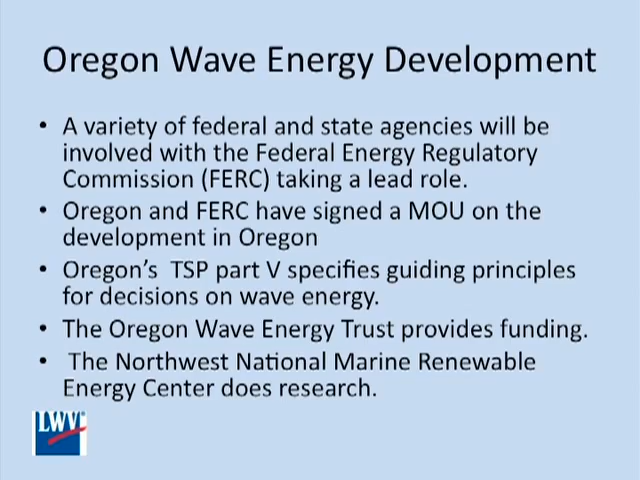 Oregon Wave Energy Development
• A variety of federal and state agencies will be
involved with the Federal Energy Regulatory
Commission (FERC) taking a lead role.
• Oregon and FERC have signed a MOU on the
development in Oregon
• Oregon's TSP part V specifies guiding principles
for decisions on wave energy.
• The Oregon Wave Energy Trust provides funding.
• The Northwest National Marine Renewable
Energy Center does research.
LWV